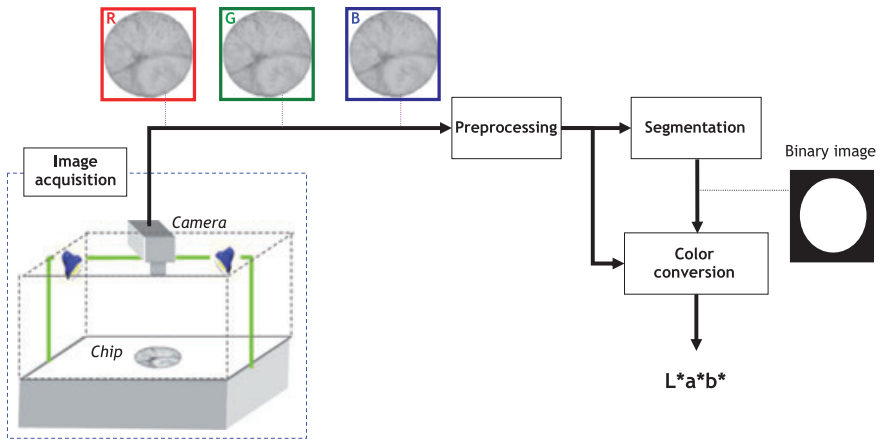 R
G
B
Preprocessing
Segmentation
Binary image
Image
acquisition
Camera
Color
conversion
Chip
L*a*b*